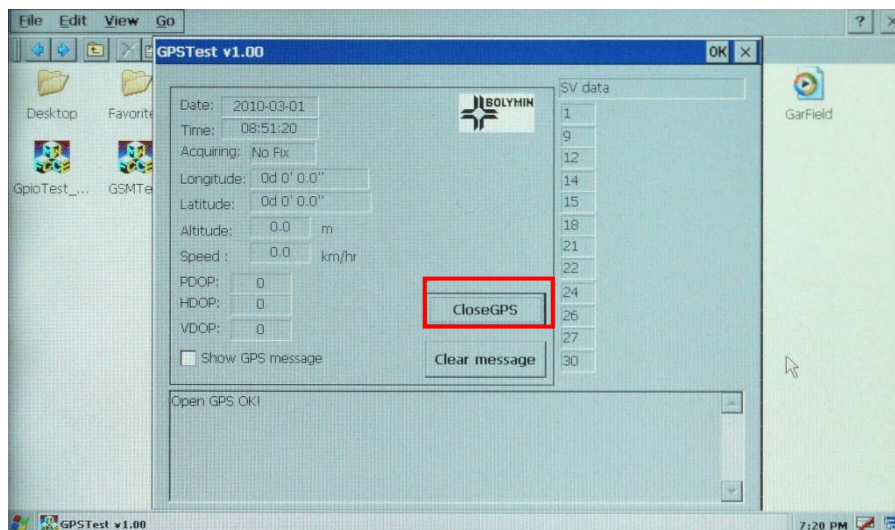 File Edit View Go
?
GPSTest v1.00
OK
Desktop
GpioTest_...
GarField
Date: 2010-03-01
Time: 08:51:20
Acquiring: No Fix
Longitude: 0d 0' 0.0"
Latitude: 0d 0' 0.0"
Altitude: 0.0 m
Speed : 0.0 km/hr
PDOP: 0
HDOP: 0
VDOP: 0
Show GPS message
BOLYMIN
CloseGPS
Clear message
SV data
1
9
12
14
15
18
21
22
24
26
27
30
Open GPS OK!
GPSTest v1.00
7:20 PM